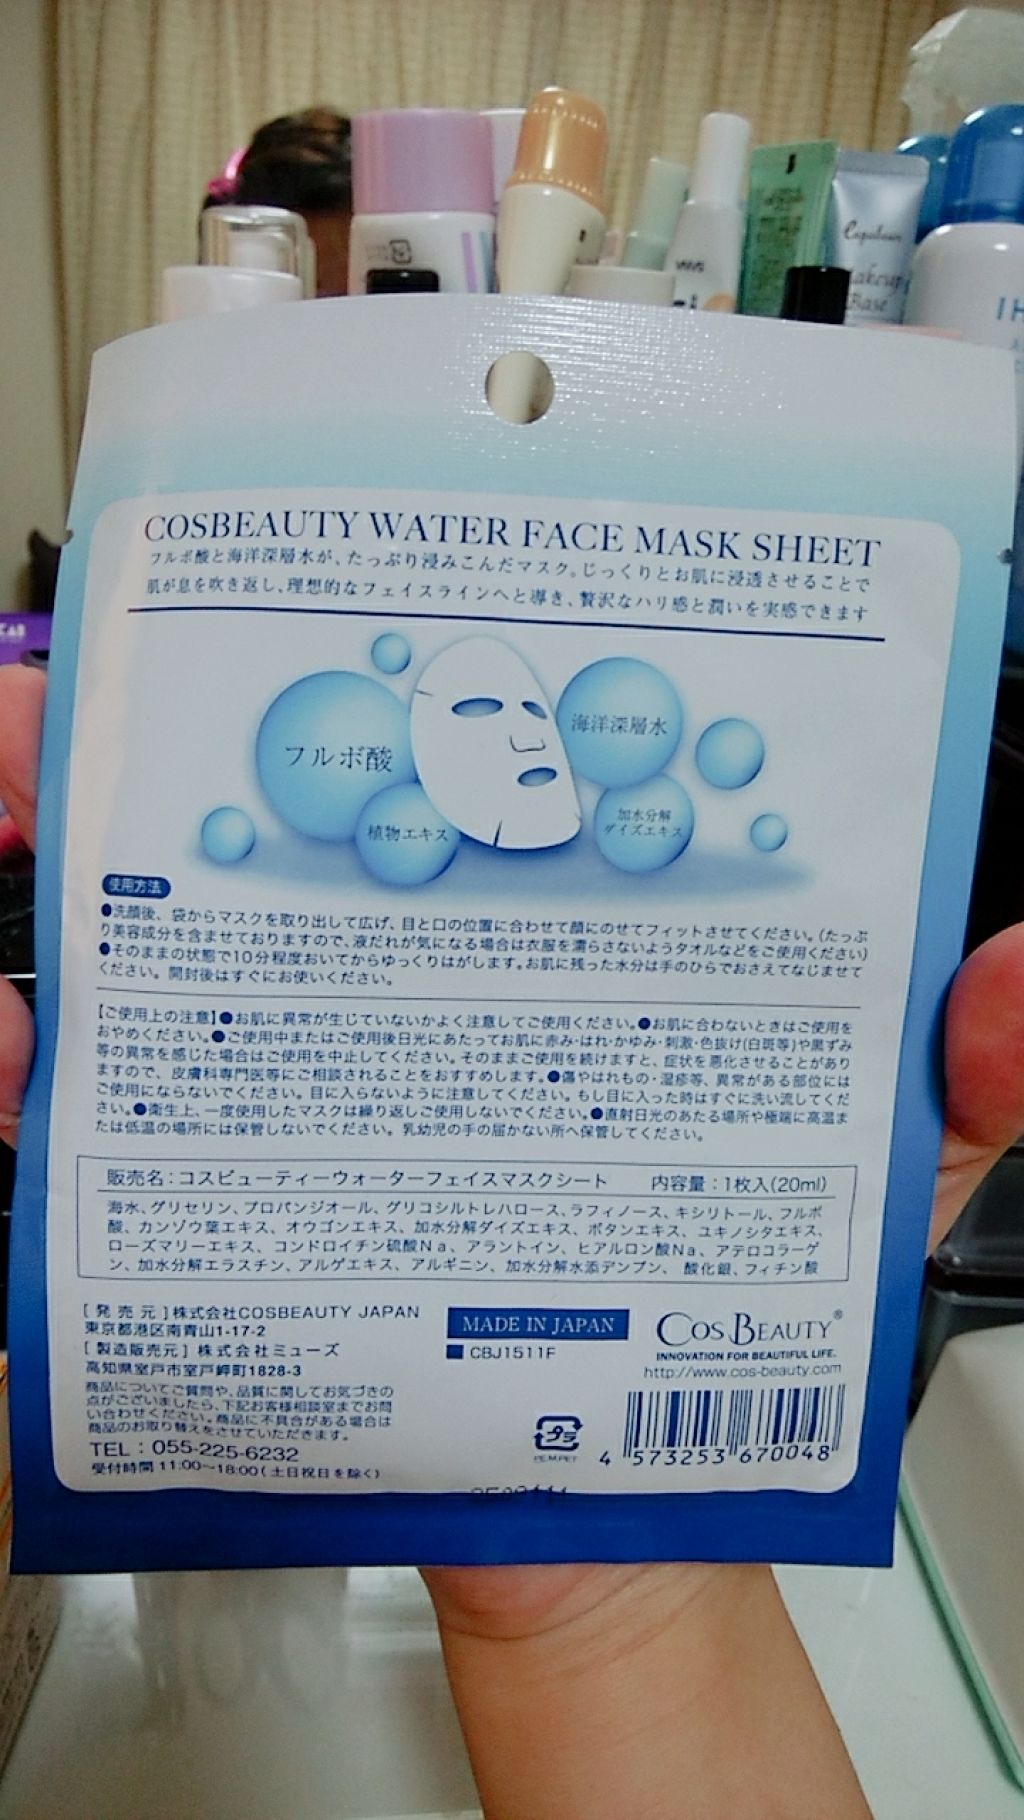 Makeup
Base
IH
COSBEAUTY WATER FACE MASK SHEET
フルボ酸と海洋深層水が、たっぷり浸みこんだマスク。じっくりとお肌に浸透させることで
肌が息を吹き返し、理想的なフェイスラインへと導き、贅沢なハリ感と潤いを実感できます
フルボ酸
海洋深層水
植物エキス
加水分解
ダイズエキス
使用方法
●洗顔後、袋からマスクを取り出して広げ、目と口の位置に合わせて顔にのせてフィットさせてください。(たっぷ
り美容成分を含ませておりますので、液だれが気になる場合は衣服を濡らさないようタオルなどをご使用ください)
●そのままの状態で10分程度おいてからゆっくりはがします。お肌に残った水分は手のひらでおさえてなじませて
ください。開封後はすぐにお使いください。
【ご使用上の注意】●お肌に異常が生じていないかよく注意してご使用ください。●お肌に合わないときはご使用を
おやめください。●ご使用中またはご使用後日光にあたってお肌に赤み・はれ・かゆみ・刺激・色抜け(白斑等)や黒ずみ
等の異常を感じた場合はご使用を中止してください。そのままご使用を続けますと、症状を悪化させることがあり
ますので、皮膚科専門医等にご相談されることをおすすめします。●傷やはれもの・湿疹等、異常がある部位には
ご使用にならないでください。目に入らないように注意してください。もし目に入った時はすぐに洗い流してくだ
さい。●衛生上、一度使用したマスクは繰り返しご使用しないでください。●直射日光のあたる場所や極端に高温ま
たは低温の場所には保管しないでください。乳幼児の手の届かない所へ保管してください。
販売名：コスビューティーウォーターフェイスマスクシート 内容量：1枚入(20ml)
海水、グリセリン、プロパンジオール、グリコシルトレハロース、ラフィノース、キシリトール、フルボ
酸、カンゾウ葉エキス、オウゴンエキス、加水分解ダイズエキス、ボタンエキス、ユキノシタエキス、
ローズマリーエキス、コンドロイチン硫酸Na、アラントイン、ヒアルロン酸Na、アテロコラーゲ
ン、加水分解エラスチン、アルゲエキス、アルギニン、加水分解水添デンプン、酸化銀、フィチン酸
[発売元]株式会社COSBEAUTY JAPAN
東京都港区南青山1-17-2
[製造販売元]株式会社ミューズ
高知県室戸市室戸岬町1828-3
商品についてご質問や、品質に関してお気づきの
点がございましたら、下記お客様相談室までお問
い合わせください。商品に不具合がある場合は
商品のお取り替えをさせていただきます。
TEL：055-225-6232
受付時間 11:00～18:00(土日祝日を除く)
MADE IN JAPAN
CBJ1511F
COS BEAUTY®
INNOVATION FOR BEAUTIFUL LIFE.
http://www.cos-beauty.com
プラ
PE,M,PET
4 573253 670048